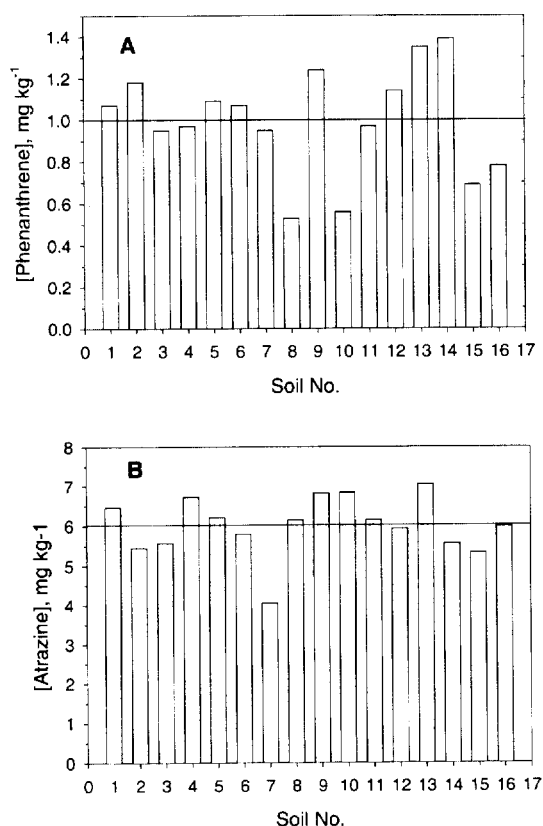 A
[Phenanthrene], mg kg-1
1.4
1.2
1.0
0.8
0.6
0.4
0.2
0.0
0 1 2 3 4 5 6 7 8 9 10 11 12 13 14 15 16 17
Soil No.
B
[Atrazine], mg kg-1
8
7
6
5
4
3
2
1
0
0 1 2 3 4 5 6 7 8 9 10 11 12 13 14 15 16 17
Soil No.